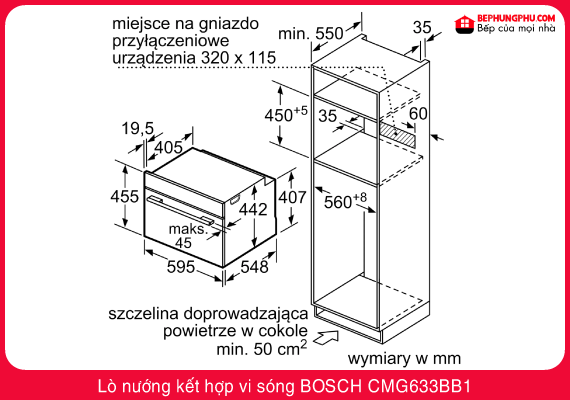 BEPHUNGPHU.COM
Bếp của mọi nhà
miejsce na gniazdo
przyłączeniowe
urządzenia 320 x 115
min. 550
35
450+5
35
60
19,5
405
455
442
407
maks.
45
595
548
560+8
szczelina doprowadzająca
powietrze w cokole
min. 50 cm²
wymiary w mm
Lò nướng kết hợp vi sóng BOSCH CMG633BB1